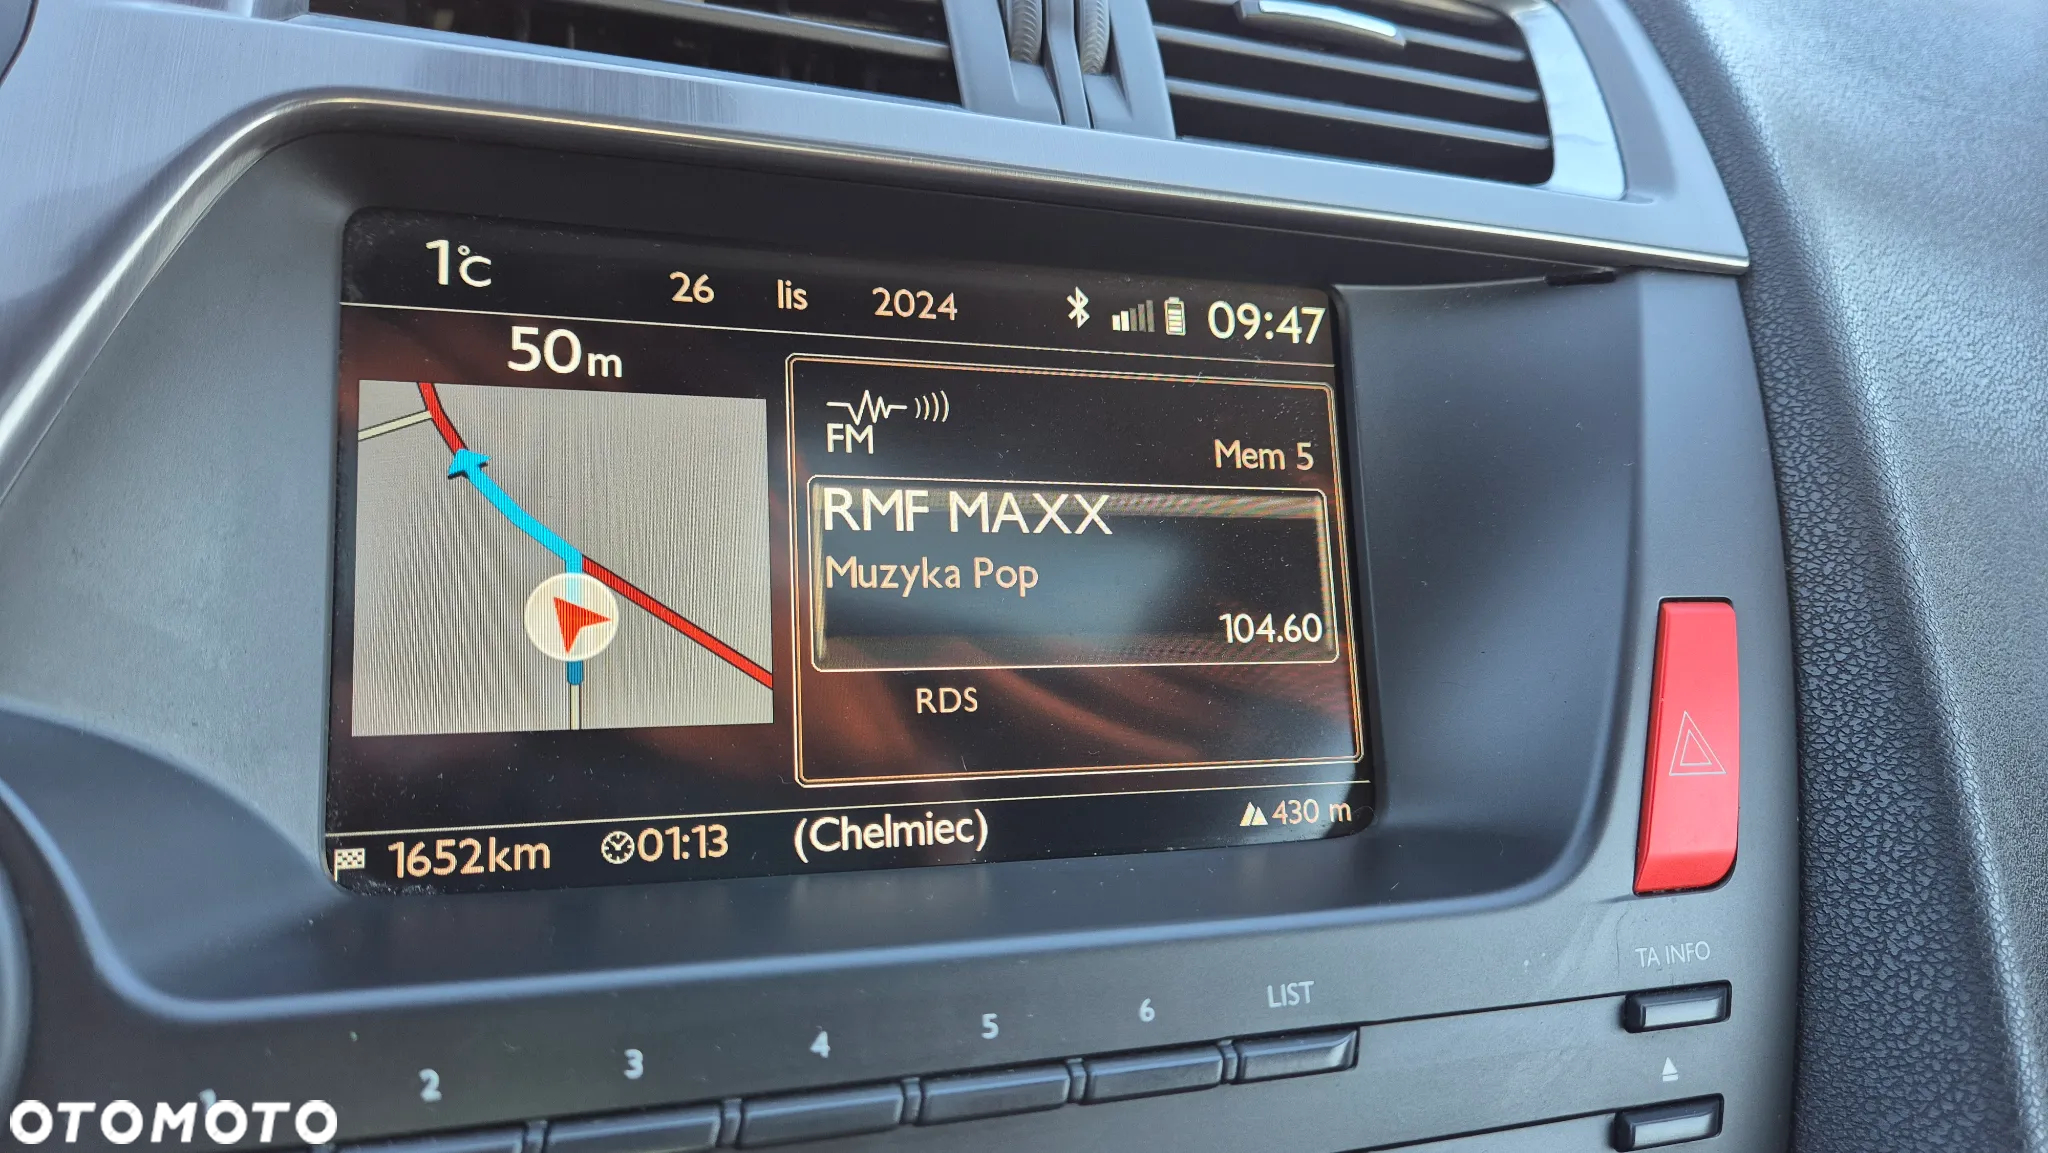 1°C 26 lis 2024 09:47
50m
FM
Mem 5
RMF MAXX
Muzyka Pop
104.60
RDS
1652km 01:13 (Chelmiec) 430 m
TA INFO
1 2 3 4 5 6 LIST
OTOMOTO